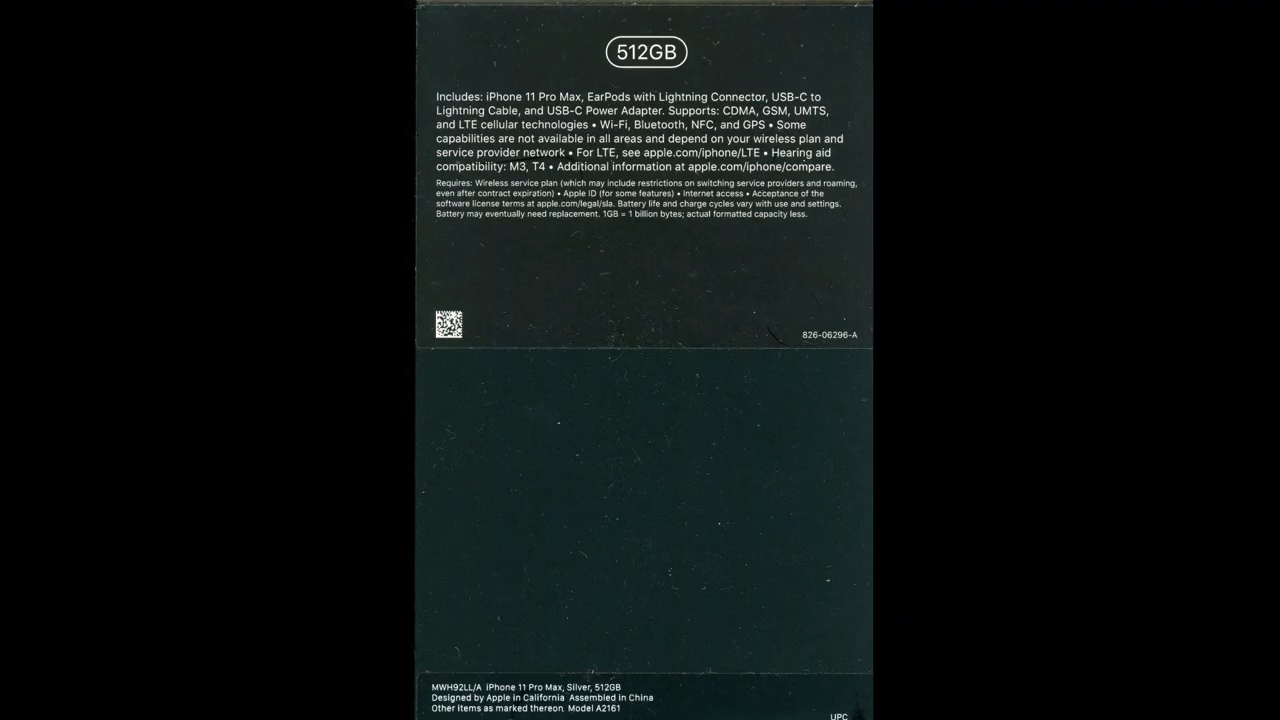 512GB
Includes: iPhone 11 Pro Max, EarPods with Lightning Connector, USB-C to
Lightning Cable, and USB-C Power Adapter. Supports: CDMA, GSM, UMTS,
and LTE cellular technologies • Wi-Fi, Bluetooth, NFC, and GPS • Some
capabilities are not available in all areas and depend on your wireless plan and
service provider network • For LTE, see apple.com/iphone/LTE • Hearing aid
compatibility: M3, T4 • Additional information at apple.com/iphone/compare.
Requires: Wireless service plan (which may include restrictions on switching service providers and roaming,
even after contract expiration) • Apple ID (for some features) • Internet access • Acceptance of the
software license terms at apple.com/legal/sla. Battery life and charge cycles vary with use and settings.
Battery may eventually need replacement. 1GB = 1 billion bytes; actual formatted capacity less.
826-06296-A
MWH92LL/A iPhone 11 Pro Max, Silver, 512GB
Designed by Apple in California Assembled in China
Other items as marked thereon Model A2161
UPC